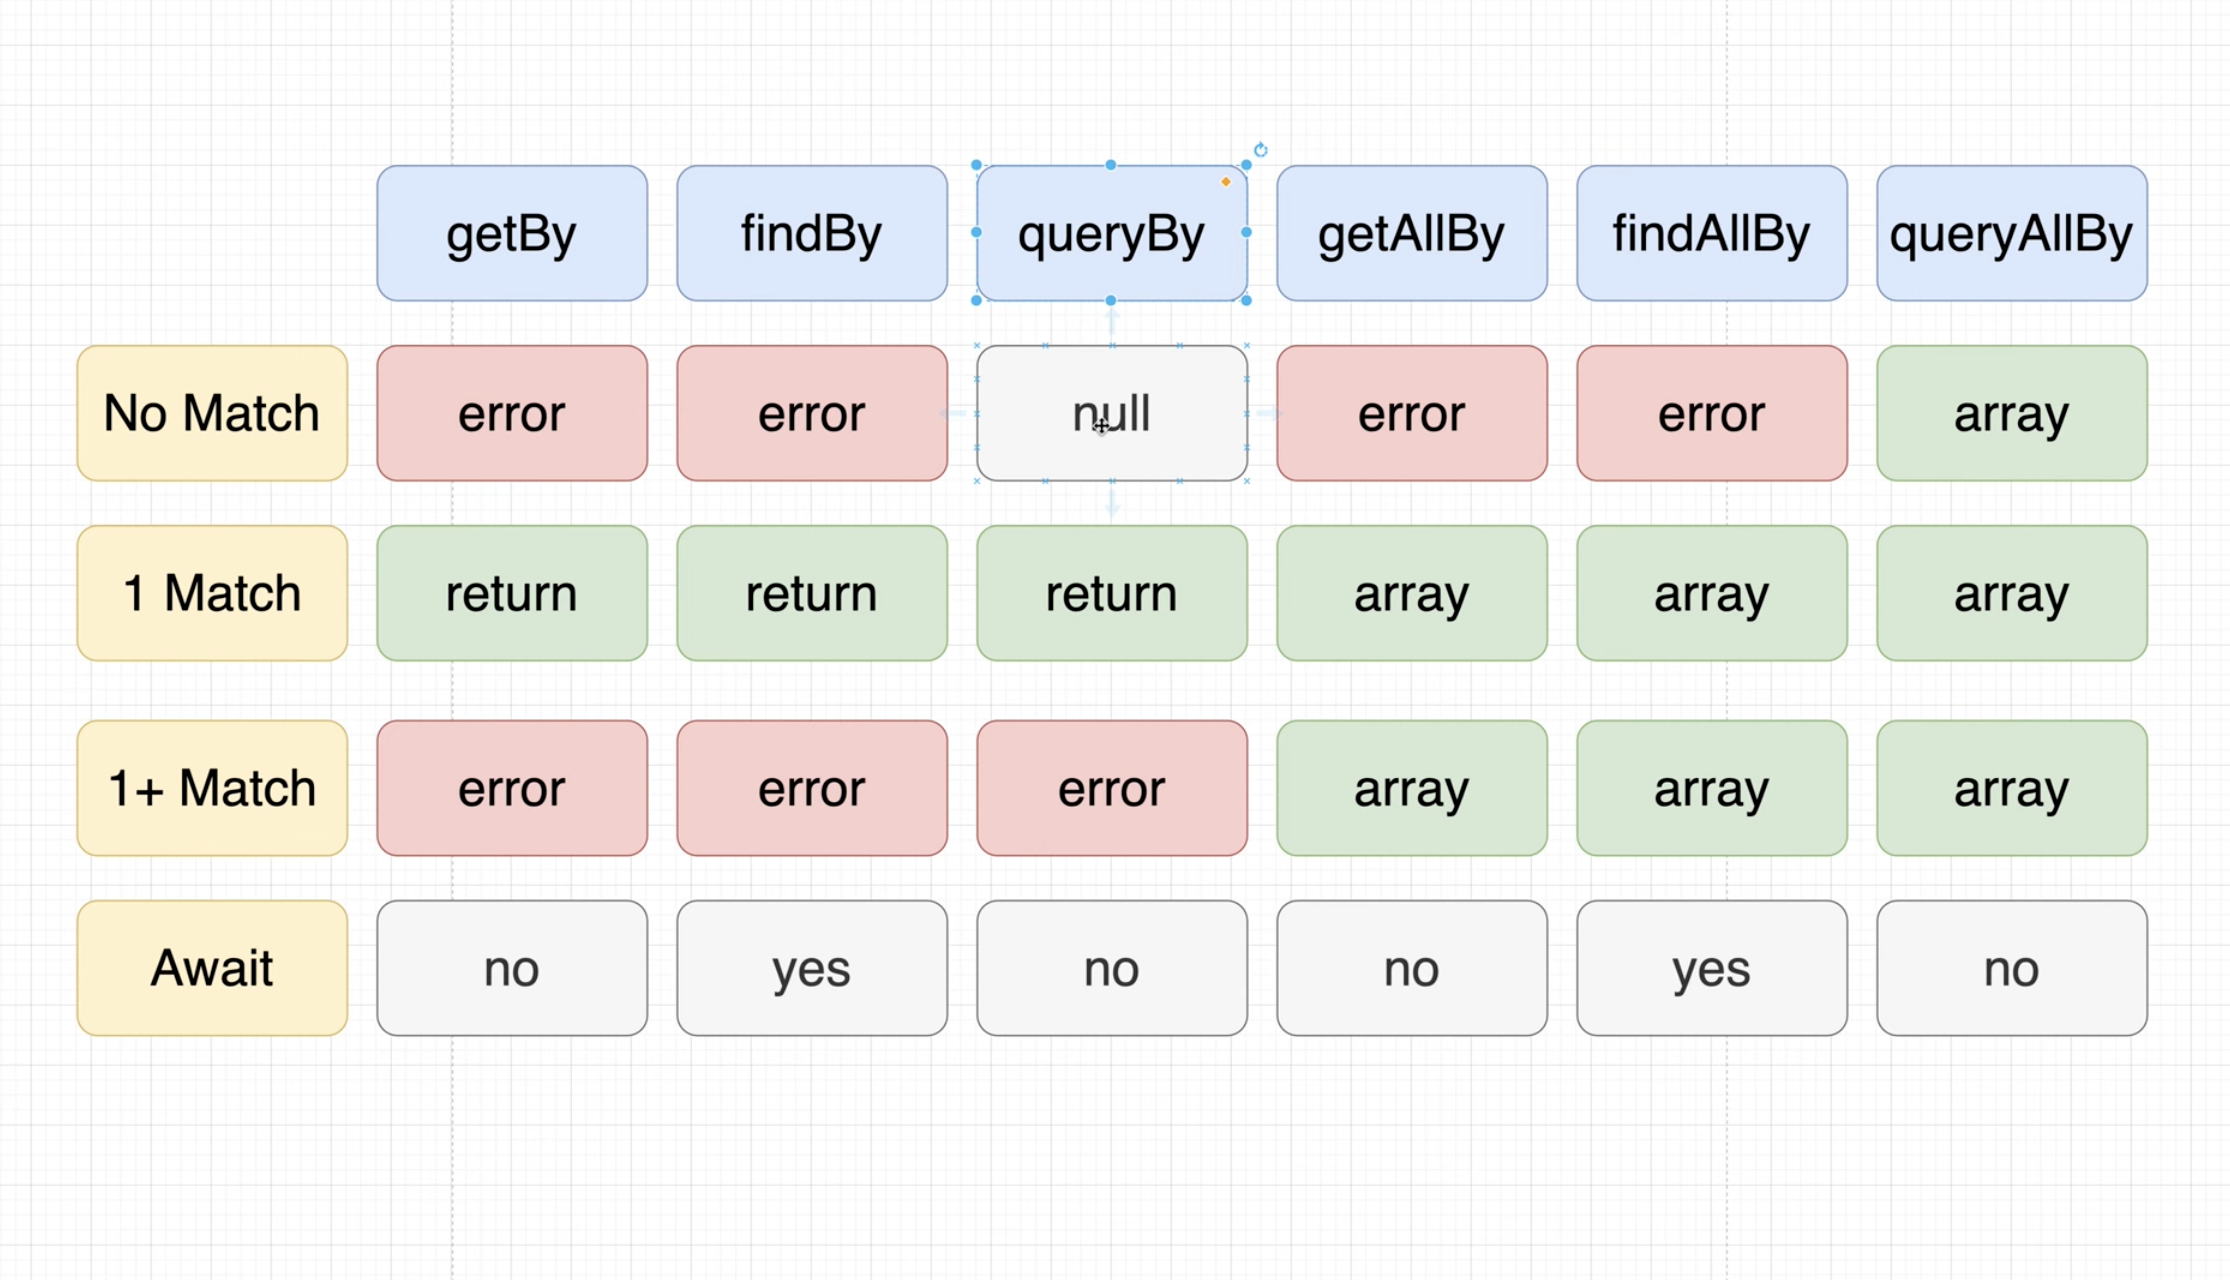 getBy findBy queryBy getAllBy findAllBy queryAllBy
No Match error error null error error array
1 Match return return return array array array
1+ Match error error error array array array
Await no yes no no yes no